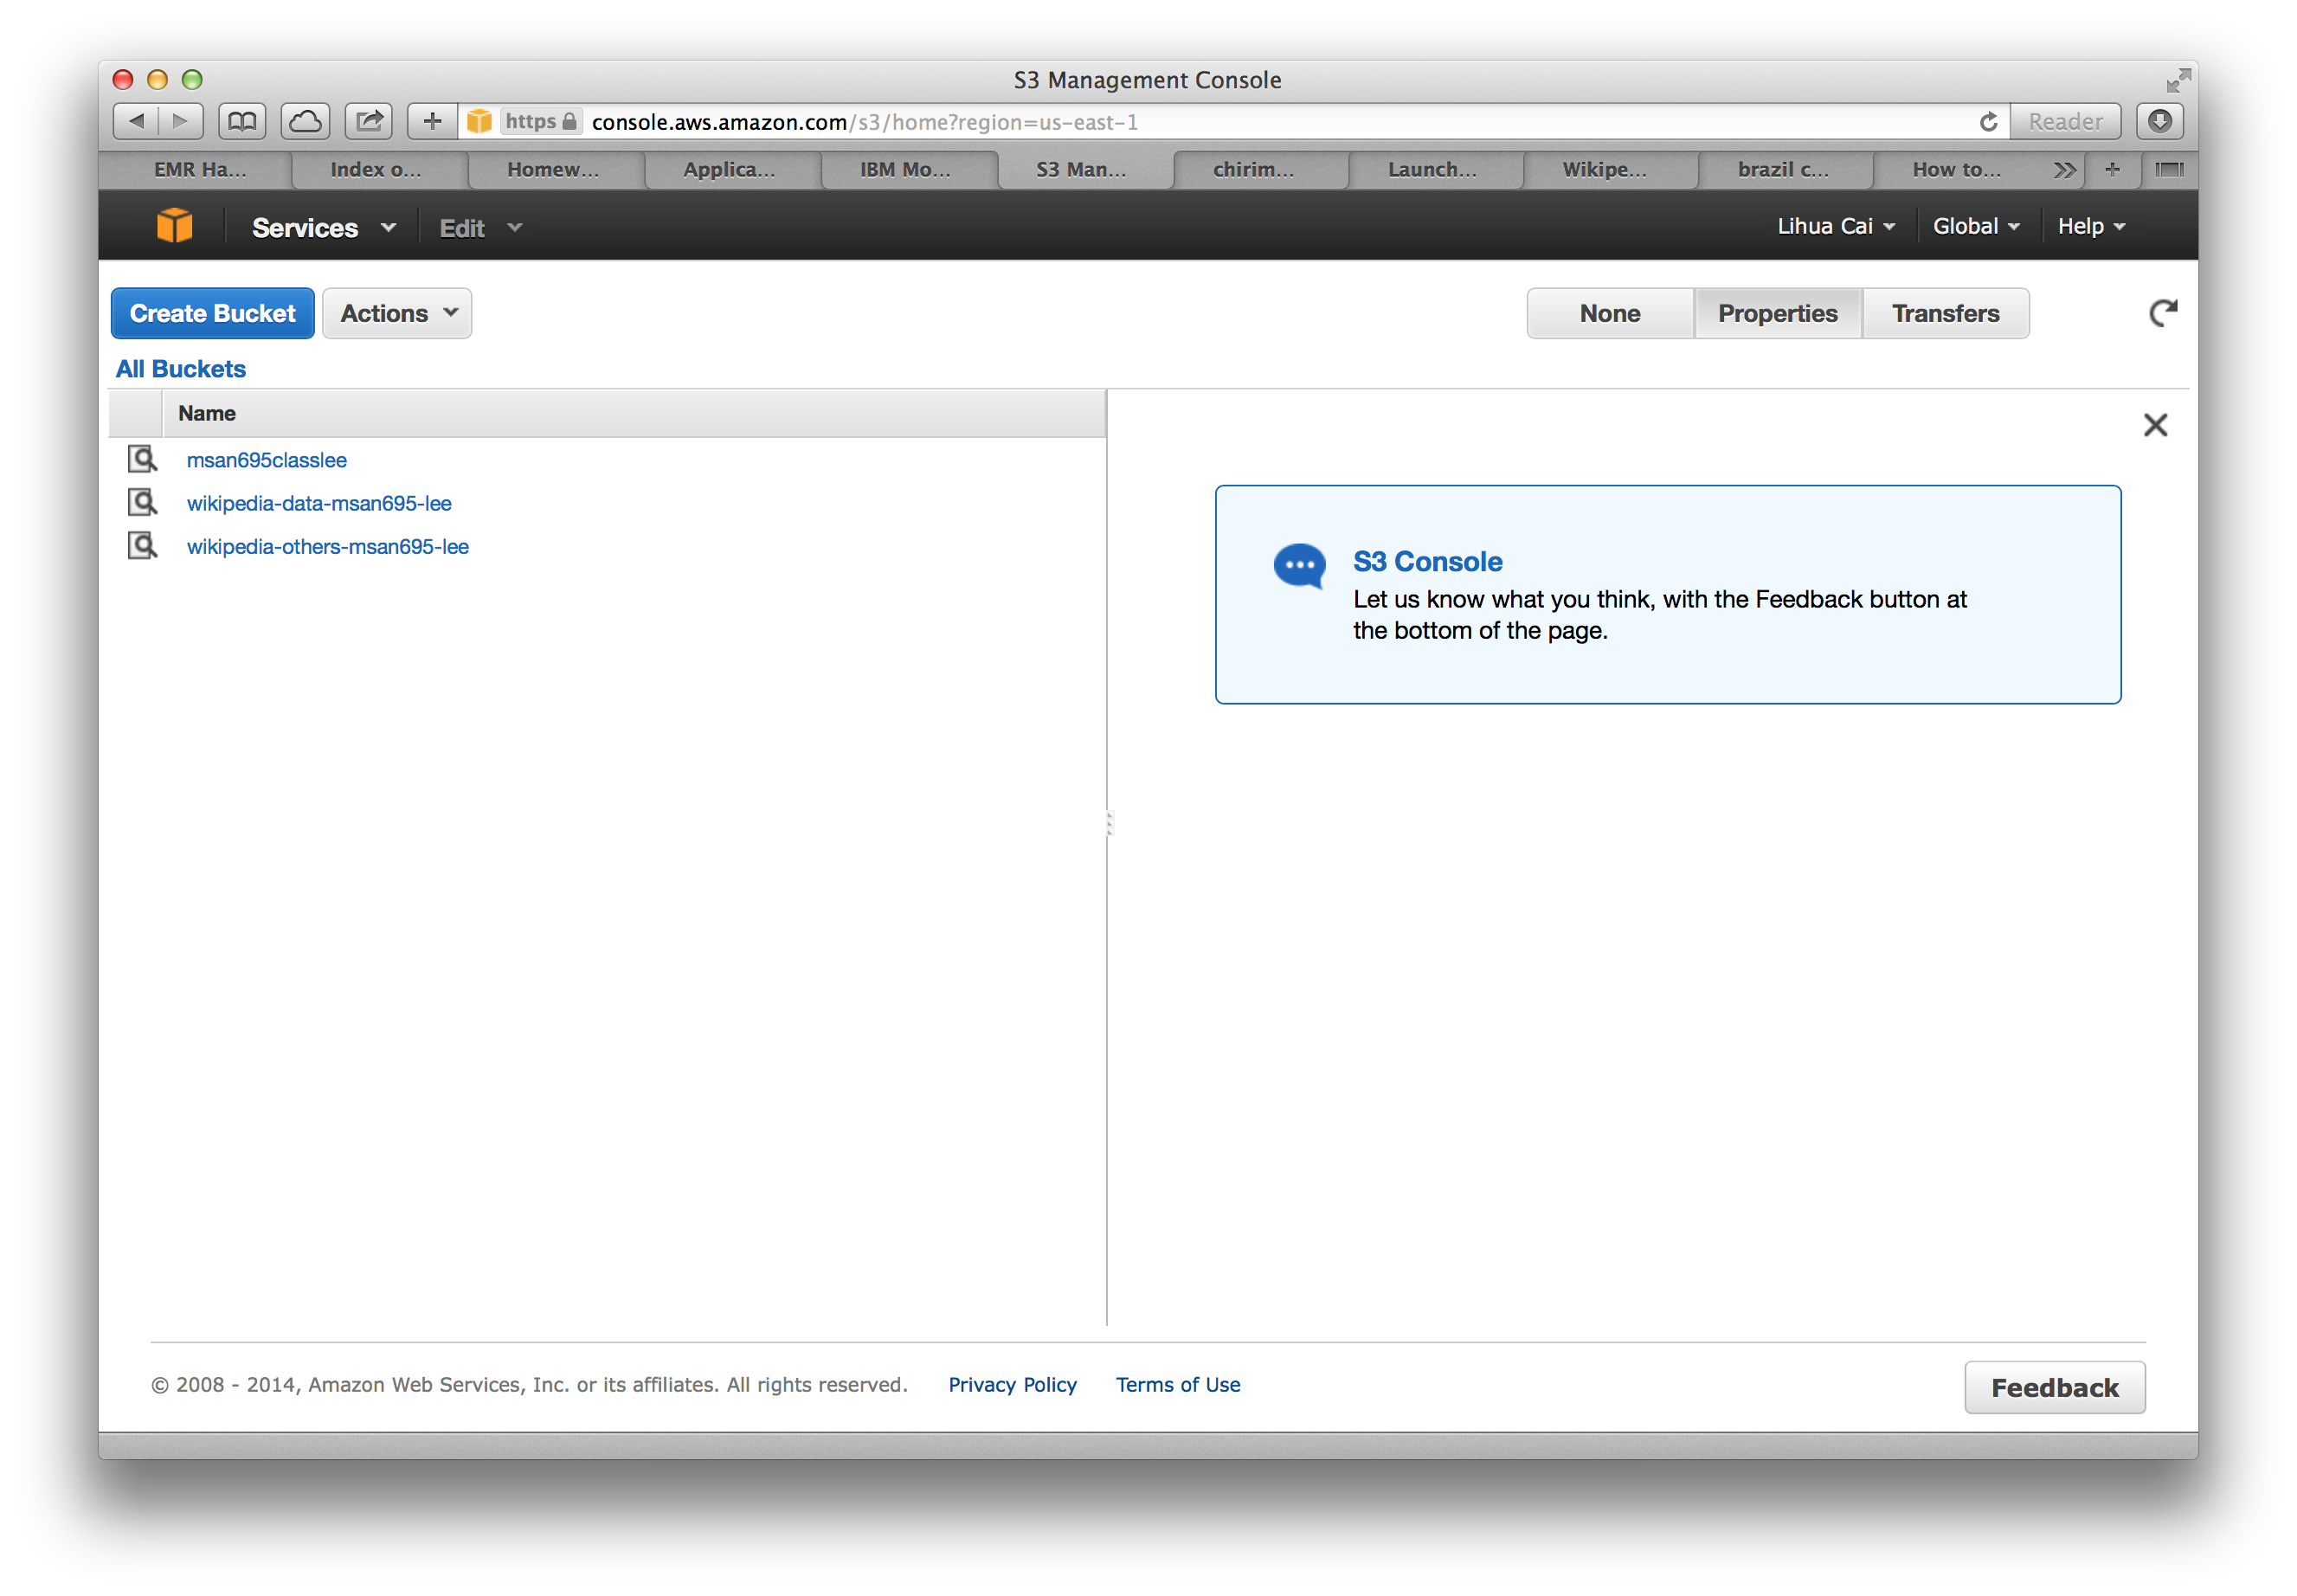 S3 Management Console
https console.aws.amazon.com/s3/home?region=us-east-1 Reader
EMR Ha... Index o... Homew... Applica... IBM Mo... S3 Man... chirim... Launch... Wikipe... brazil c... How to...
Services Edit Lihua Cai Global Help
Create Bucket Actions None Properties Transfers
All Buckets
Name
msan695classlee
wikipedia-data-msan695-lee
wikipedia-others-msan695-lee
S3 Console
Let us know what you think, with the Feedback button at
the bottom of the page.
© 2008 - 2014, Amazon Web Services, Inc. or its affiliates. All rights reserved. Privacy Policy Terms of Use Feedback